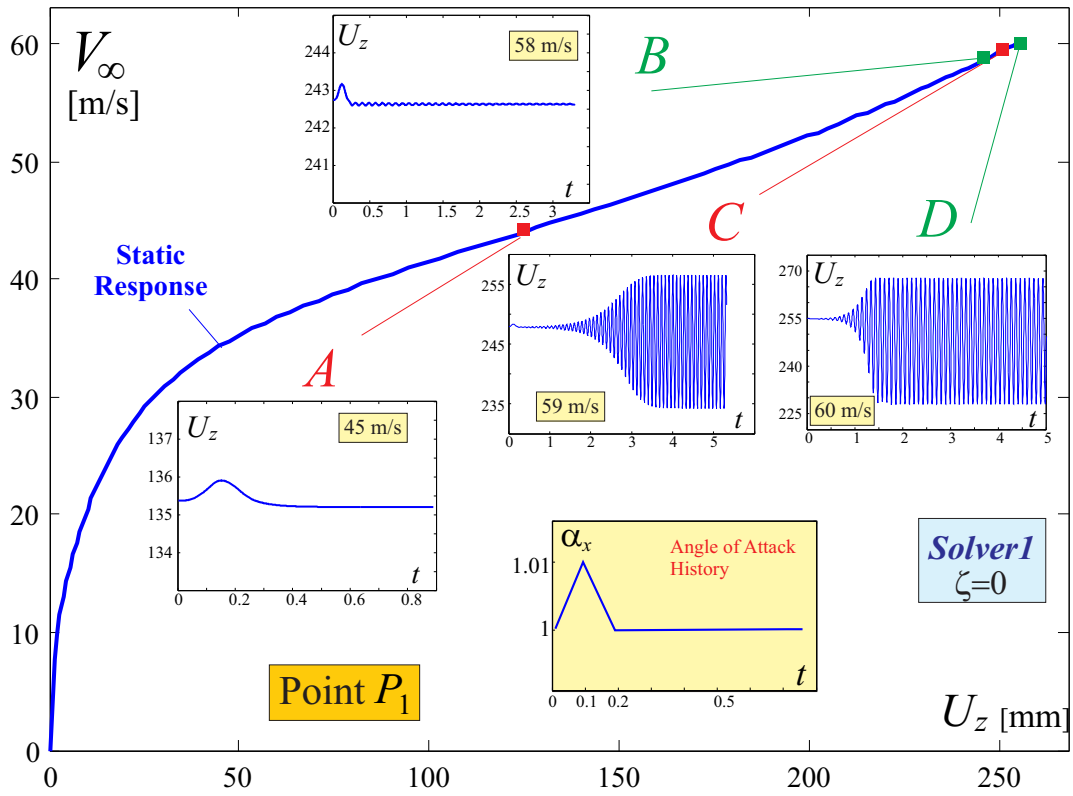 V∞
[m/s]
60
50
40
30
20
10
0
0
50
100
150
200
250
U_z [mm]
U_z
58 m/s
244
243
242
241
0
0.5
1
1.5
2
2.5
3
t
B
C
D
A
Static
Response
U_z
45 m/s
137
136
135
134
0
0.2
0.4
0.6
0.8
t
U_z
255
248
235
59 m/s
0
1
2
3
4
5
t
U_z
270
255
240
225
60 m/s
0
1
2
3
4
5
t
α_x
Angle of Attack
History
1.01
1
0
0.1
0.2
0.5
t
Solver1
ζ=0
Point P_1